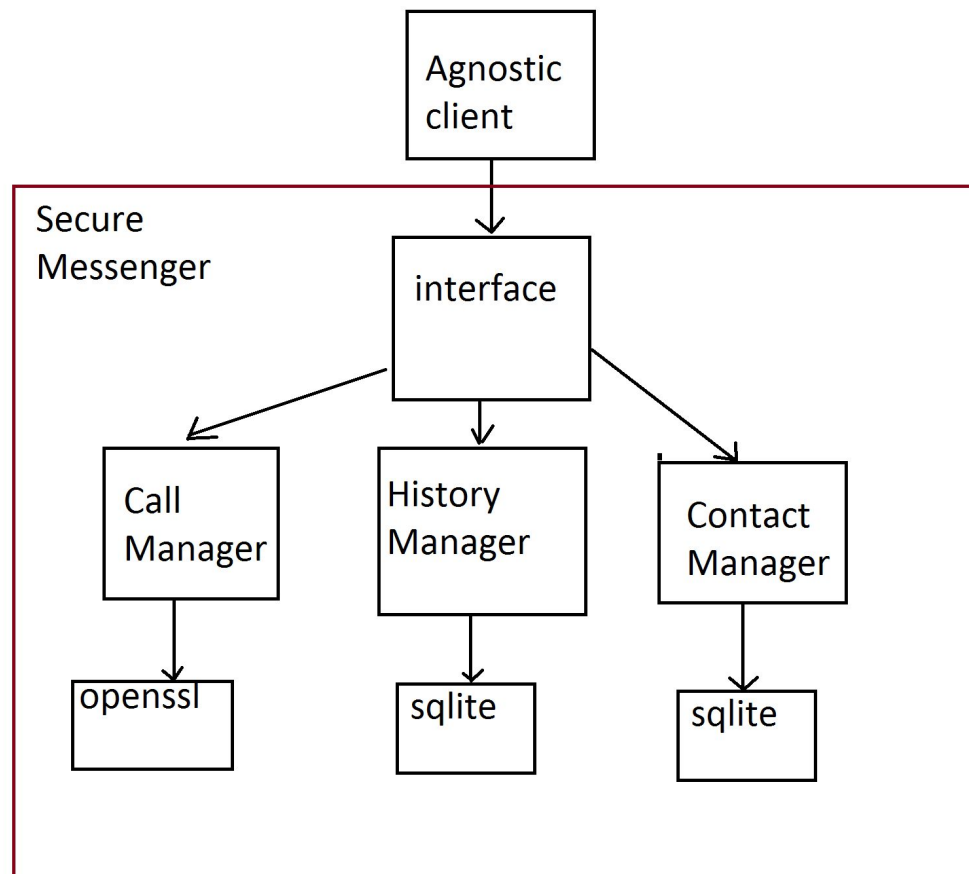 Agnostic
client
Secure
Messenger
interface
Call
Manager
History
Manager
Contact
Manager
openssl
sqlite
sqlite